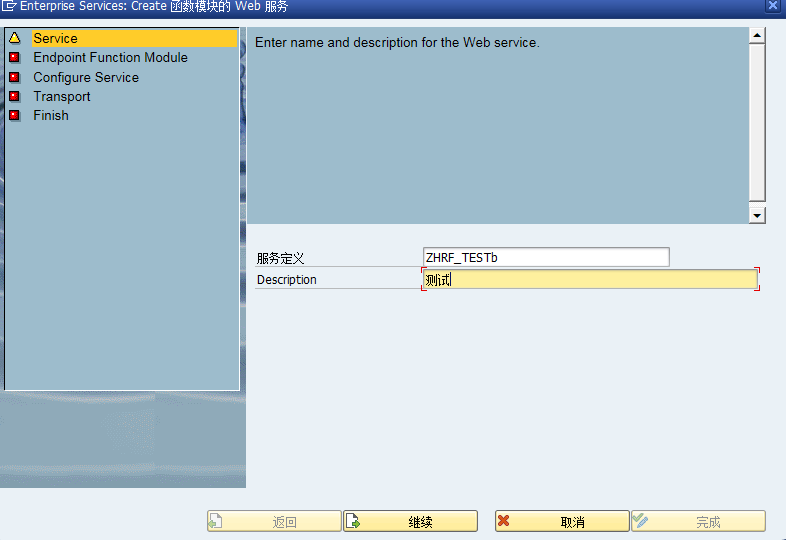 Enterprise Services: Create 函数模块的 Web 服务
Service
Endpoint Function Module
Configure Service
Transport
Finish
Enter name and description for the Web service.
服务定义 ZHRF_TESTb
Description 测试
返回 继续 取消 完成